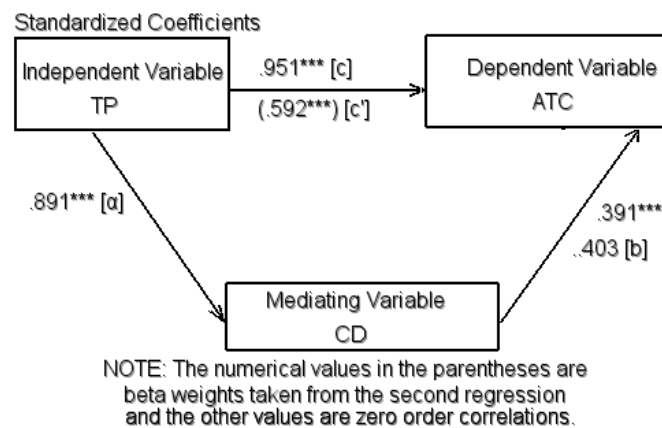 Standardized Coefficients
Independent Variable
TP
.951*** [c]
(.592***) [c']
Dependent Variable
ATC
.891*** [α]
.391***
..403 [b]
Mediating Variable
CD
NOTE: The numerical values in the parentheses are
beta weights taken from the second regression
and the other values are zero order correlations.